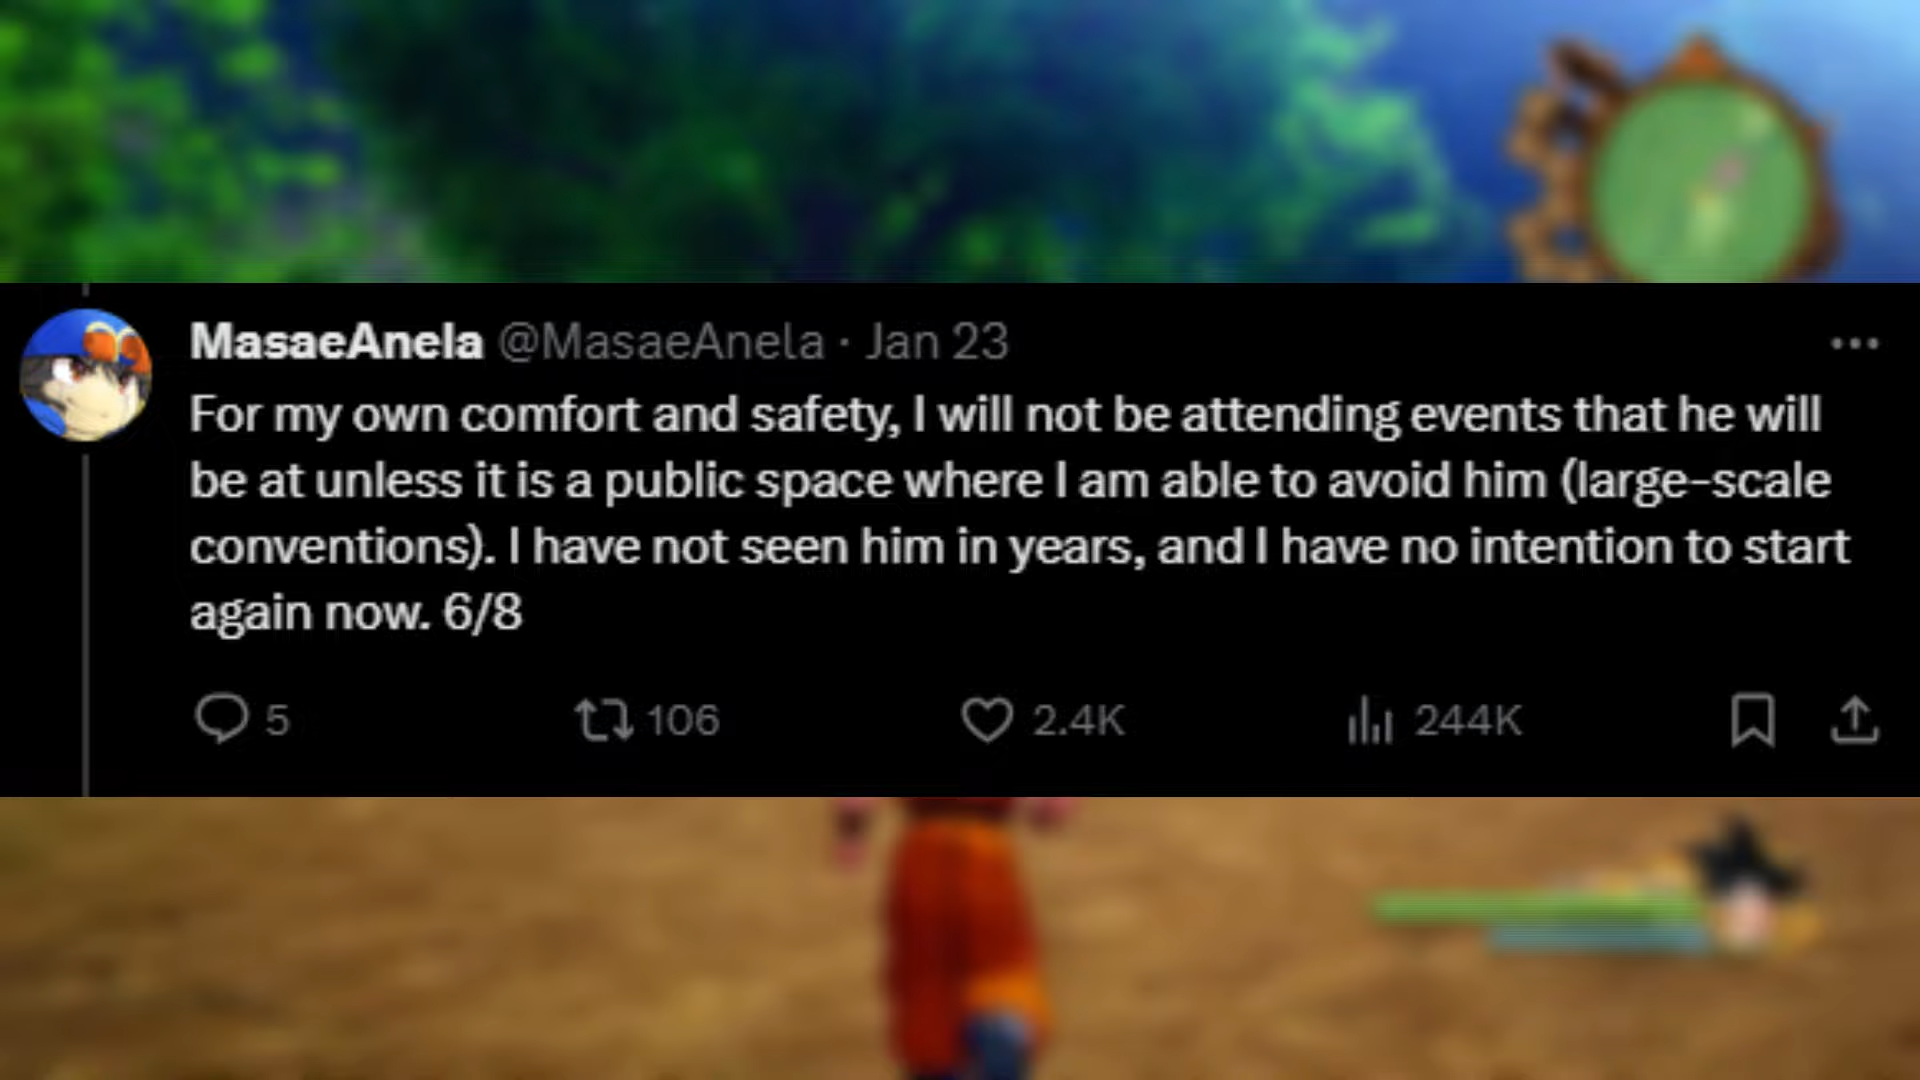 MasaeAnela @MasaeAnela · Jan 23
For my own comfort and safety, I will not be attending events that he will
be at unless it is a public space where I am able to avoid him (large-scale
conventions). I have not seen him in years, and I have no intention to start
again now. 6/8
5 106 2.4K 244K